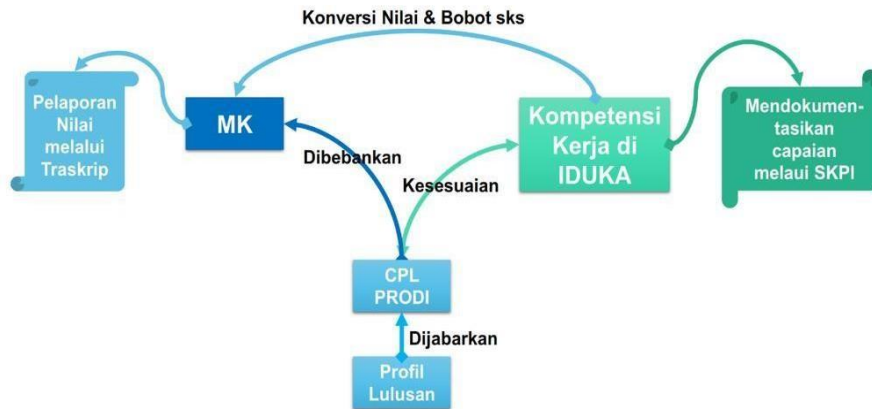 Konversi Nilai & Bobot sks
Pelaporan
Nilai
melalui
Traskrip
MK
Kompetensi
Kerja di
IDUKA
Mendokumen-
tasikan
capaian
melaui SKPI
Dibebankan
Kesesuaian
CPL
PRODI
Dijabarkan
Profil
Lulusan